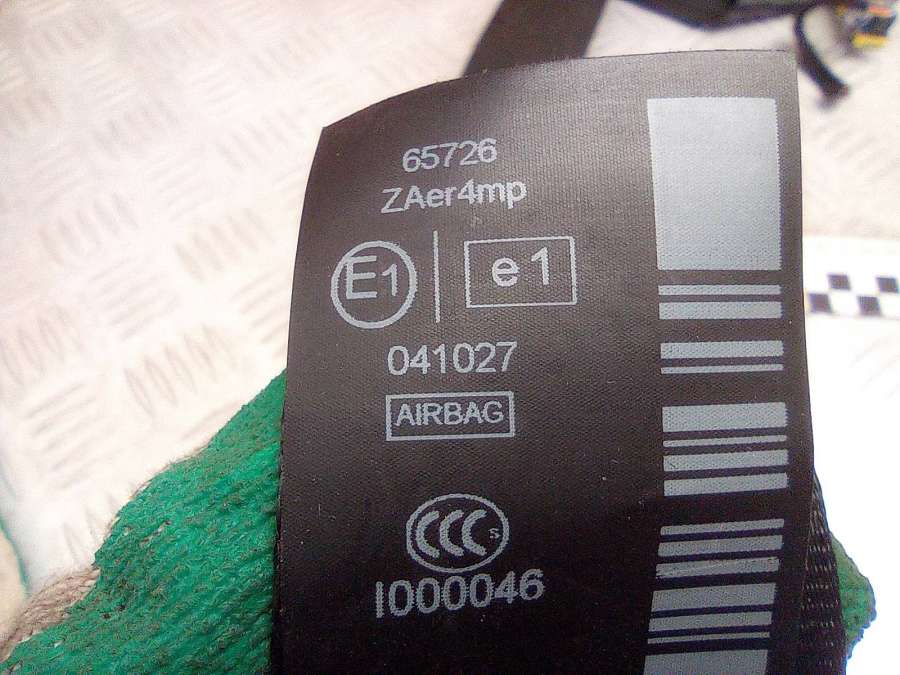 65726
ZAer4mp
E1 e1
041027
AIRBAG
CCC S
I000046